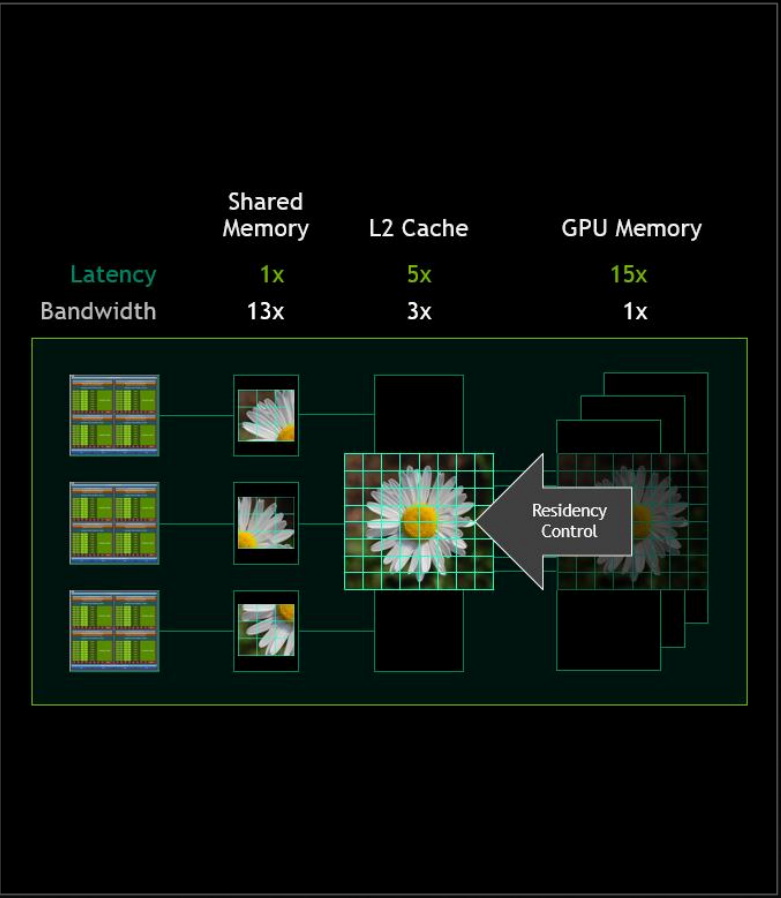 Shared
Memory
L2 Cache
GPU Memory
Latency
1x
5x
15x
Bandwidth
13x
3x
1x
Residency
Control